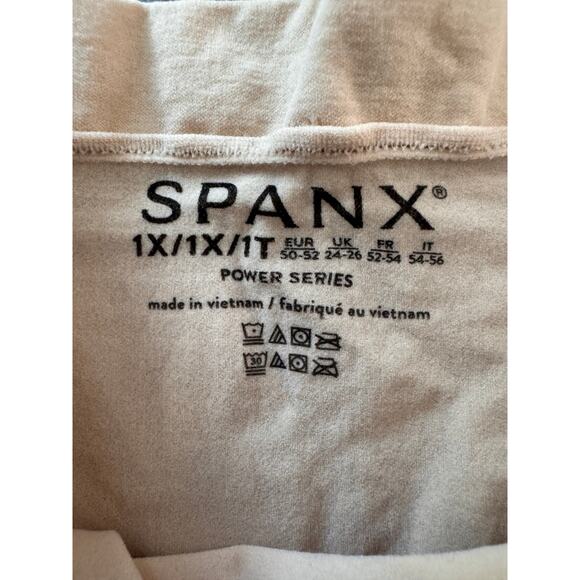 SPANX®
1X/1X/1T EUR 50-52 UK 24-26 FR 52-54 IT 54-56
POWER SERIES
made in vietnam / fabriqué au vietnam
30